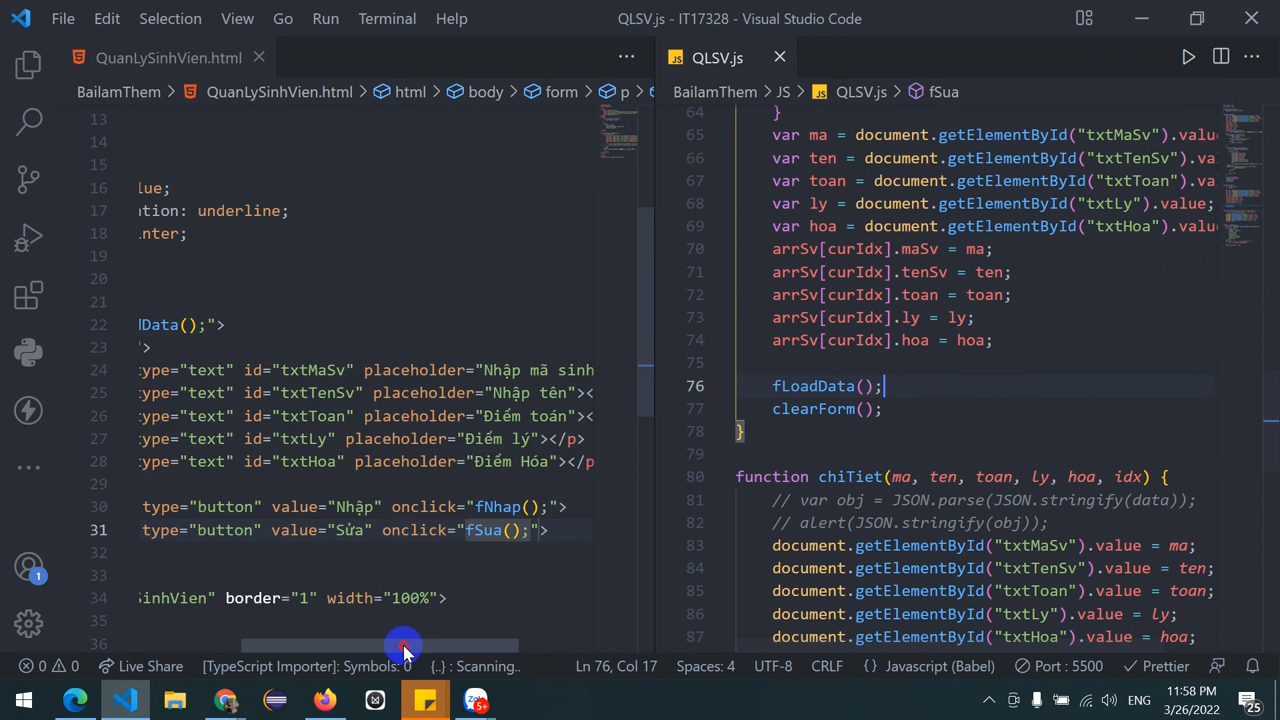 File Edit Selection View Go Run Terminal Help QLSV.js - IT17328 - Visual Studio Code
QuanLySinhVien.html
BailamThem > QuanLySinhVien.html > html > body > form > p >
13
14
15
16 lue;
17 tion: underline;
18 nter;
19
20
21
22 dData();">
23 ">
24 type="text" id="txtMaSv" placeholder="Nhập mã sinh
25 type="text" id="txtTenSv" placeholder="Nhập tên"><
26 type="text" id="txtToan" placeholder="Điểm toán"><
27 type="text" id="txtLy" placeholder="Điểm lý"></p>
28 type="text" id="txtHoa" placeholder="Điểm Hóa"></p
29
30 type="button" value="Nhập" onclick="fNhap();">
31 type="button" value="Sửa" onclick="fSua();">
32
33
34 SinhVien" border="1" width="100%">
35
36
QLSV.js
BailamThem > JS > QLSV.js > fSua
64 }
65 var ma = document.getElementById("txtMaSv").value
66 var ten = document.getElementById("txtTenSv").va
67 var toan = document.getElementById("txtToan").va
68 var ly = document.getElementById("txtLy").value;
69 var hoa = document.getElementById("txtHoa").value
70 arrSv[curIdx].maSv = ma;
71 arrSv[curIdx].tenSv = ten;
72 arrSv[curIdx].toan = toan;
73 arrSv[curIdx].ly = ly;
74 arrSv[curIdx].hoa = hoa;
75
76 fLoadData();
77 clearForm();
78 }
79
80 function chiTiet(ma, ten, toan, ly, hoa, idx) {
81 // var obj = JSON.parse(JSON.stringify(data));
82 // alert(JSON.stringify(obj));
83 document.getElementById("txtMaSv").value = ma;
84 document.getElementById("txtTenSv").value = ten;
85 document.getElementById("txtToan").value = toan;
86 document.getElementById("txtLy").value = ly;
87 document.getElementById("txtHoa").value = hoa;
1
0 0 Live Share [TypeScript Importer]: Symbols: 0 {..} : Scanning.. Ln 76, Col 17 Spaces: 4 UTF-8 CRLF {} Javascript (Babel) Port : 5500 Prettier
Zalo 5+ ENG 11:58 PM
3/26/2022 25